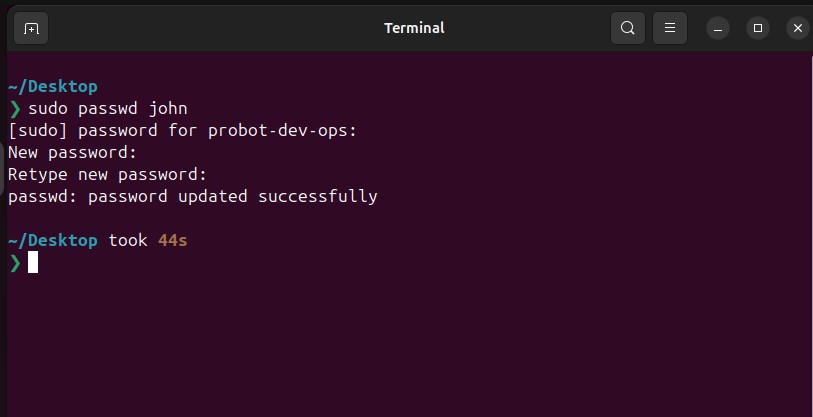 Terminal
~/Desktop
❯ sudo passwd john
[sudo] password for probot-dev-ops:
New password:
Retype new password:
passwd: password updated successfully
~/Desktop took 44s
❯